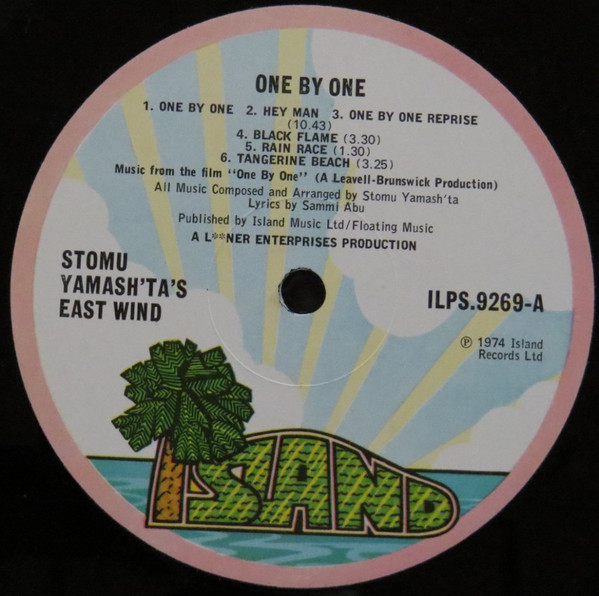 ONE BY ONE
1. ONE BY ONE 2. HEY MAN 3. ONE BY ONE REPRISE
(10.43)
4. BLACK FLAME (3.30)
5. RAIN RACE (1.30)
6. TANGERINE BEACH (3.25)
Music from the film "One By One" (A Leavell-Brunswick Production)
All Music Composed and Arranged by Stomu Yamash'ta
Lyrics by Sammi Abu
Published by Island Music Ltd/Floating Music
A L**NER ENTERPRISES PRODUCTION
STOMU
YAMASH'TA'S
EAST WIND
ILPS.9269-A
℗ 1974 Island
Records Ltd
ISLAND